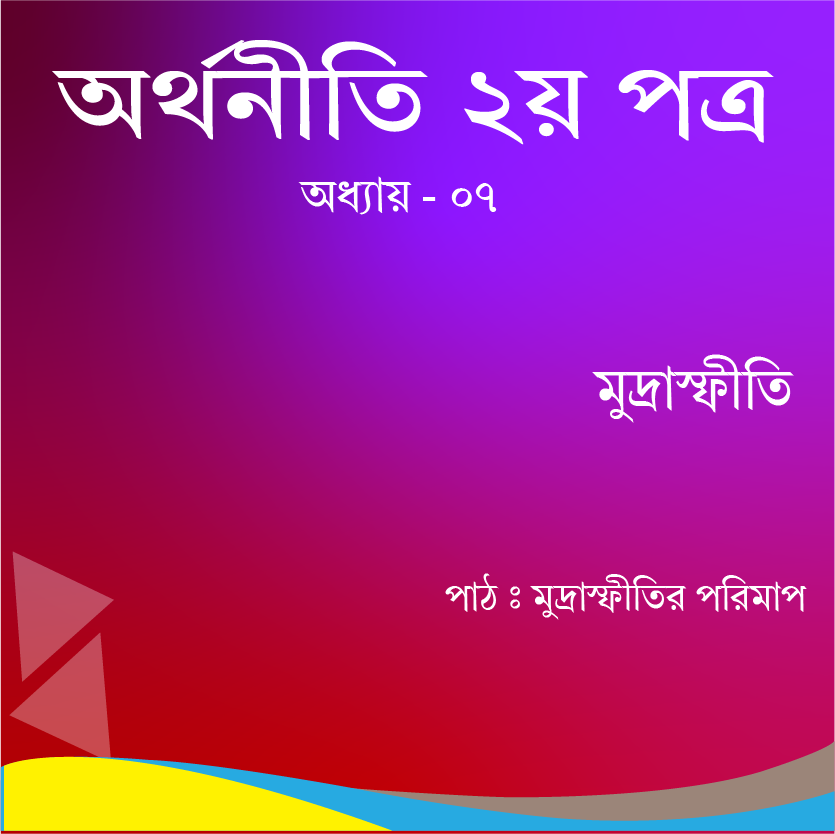 অর্থনীতি ২য় পত্র
অধ্যায় - ০৭
মুদ্রাস্ফীতি
পাঠ ঃ মুদ্রাস্ফীতির পরিমাপ